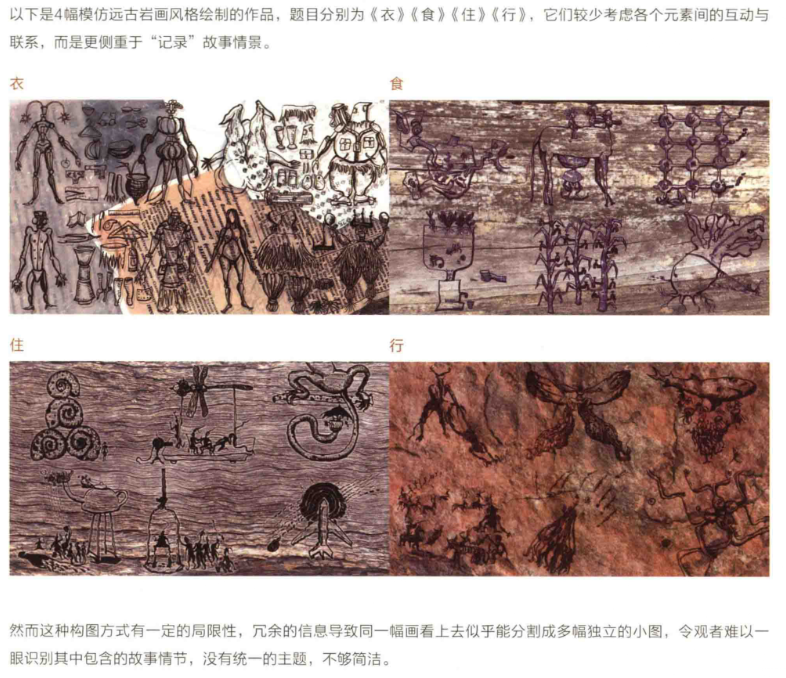 以下是4幅模仿远古岩画风格绘制的作品，题目分别为《衣》《食》《住》《行》，它们较少考虑各个元素间的互动与
联系，而是更侧重于“记录”故事情景。
衣
食
住
行
然而这种构图方式有一定的局限性，冗余的信息导致同一幅画看上去似乎能分割成多幅独立的小图，令观者难以一
眼识别其中包含的故事情节，没有统一的主题，不够简洁。